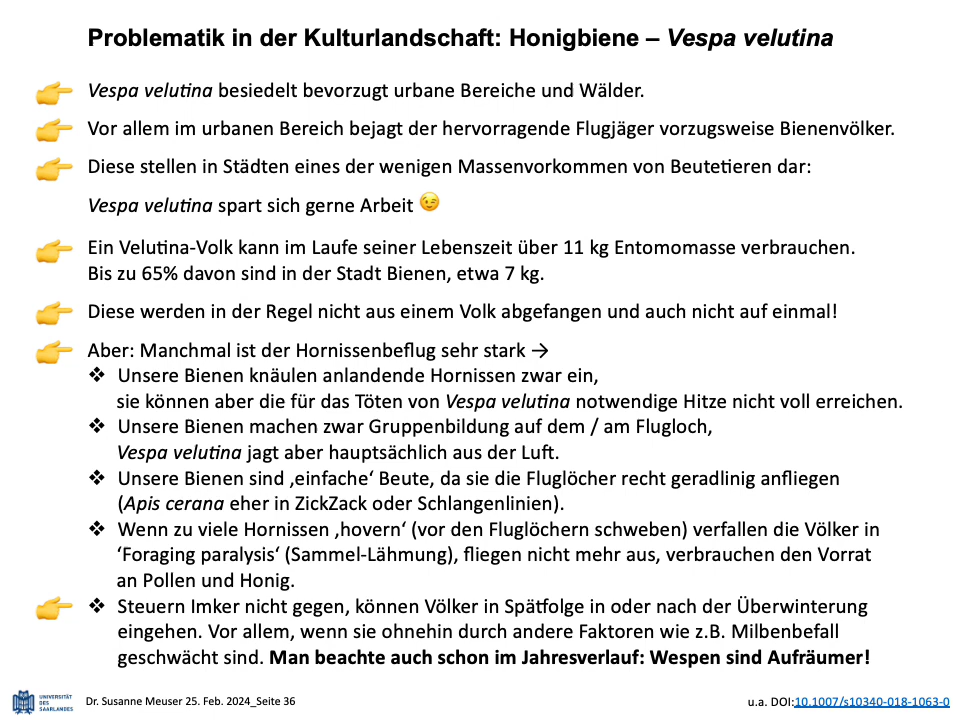 Problematik in der Kulturlandschaft: Honigbiene – Vespa velutina
Vespa velutina besiedelt bevorzugt urbane Bereiche und Wälder.
Vor allem im urbanen Bereich bejagt der hervorragende Flugjäger vorzugsweise Bienenvölker.
Diese stellen in Städten eines der wenigen Massenvorkommen von Beutetieren dar:
Vespa velutina spart sich gerne Arbeit 😉
Ein Velutina-Volk kann im Laufe seiner Lebenszeit über 11 kg Entomomasse verbrauchen.
Bis zu 65% davon sind in der Stadt Bienen, etwa 7 kg.
Diese werden in der Regel nicht aus einem Volk abgefangen und auch nicht auf einmal!
Aber: Manchmal ist der Hornissenbeflug sehr stark →
❖ Unsere Bienen knäulen anlandende Hornissen zwar ein,
sie können aber die für das Töten von Vespa velutina notwendige Hitze nicht voll erreichen.
❖ Unsere Bienen machen zwar Gruppenbildung auf dem / am Flugloch,
Vespa velutina jagt aber hauptsächlich aus der Luft.
❖ Unsere Bienen sind ‚einfache‘ Beute, da sie die Fluglöcher recht geradlinig anfliegen
(Apis cerana eher in ZickZack oder Schlangenlinien).
❖ Wenn zu viele Hornissen ‚hovern‘ (vor den Fluglöchern schweben) verfallen die Völker in
‘Foraging paralysis‘ (Sammel-Lähmung), fliegen nicht mehr aus, verbrauchen den Vorrat
an Pollen und Honig.
❖ Steuern Imker nicht gegen, können Völker in Spätfolge in oder nach der Überwinterung
eingehen. Vor allem, wenn sie ohnehin durch andere Faktoren wie z.B. Milbenbefall
geschwächt sind. Man beachte auch schon im Jahresverlauf: Wespen sind Aufräumer!
UNIVERSITÄT
DES
SAARLANDES
Dr. Susanne Meuser 25. Feb. 2024_Seite 36
u.a. DOI:10.1007/s10340-018-1063-0